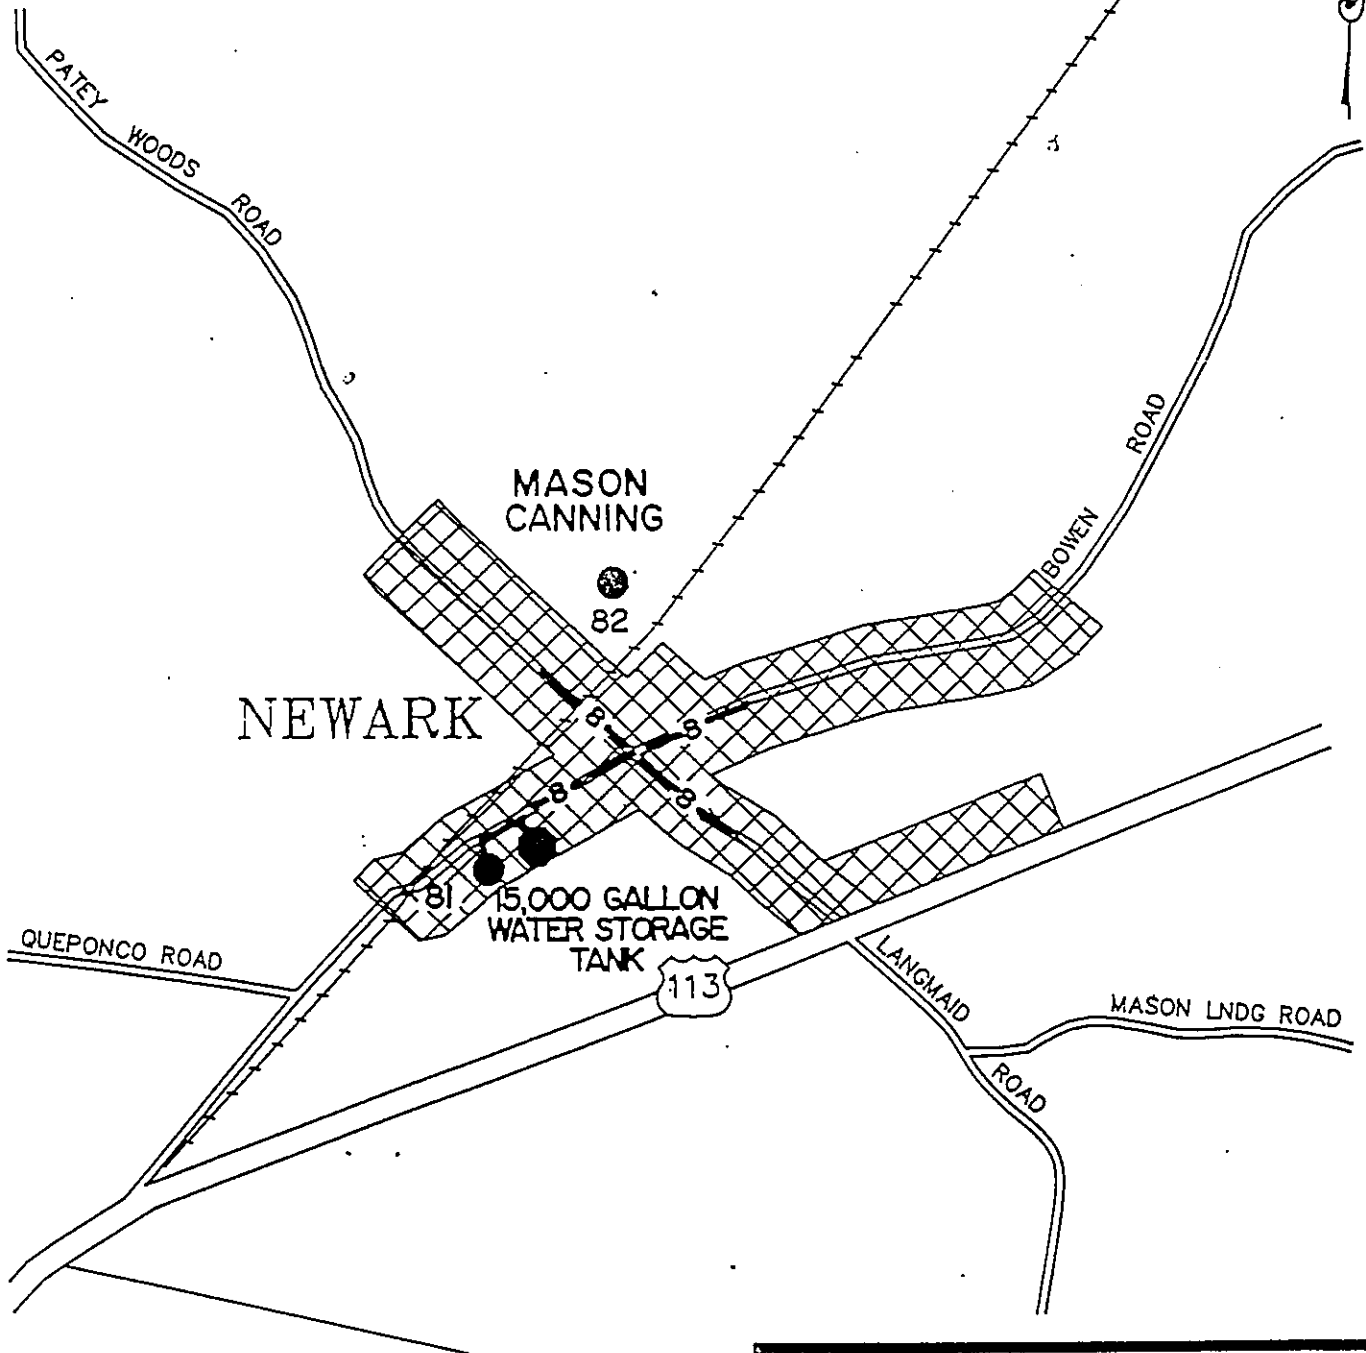 PATEY WOODS ROAD
MASON
CANNING
82
BOWEN ROAD
NEWARK
8
8
8
8
81
15,000 GALLON
WATER STORAGE
TANK
QUEPONCO ROAD
113
LANGMAID ROAD
MASON LNDG ROAD